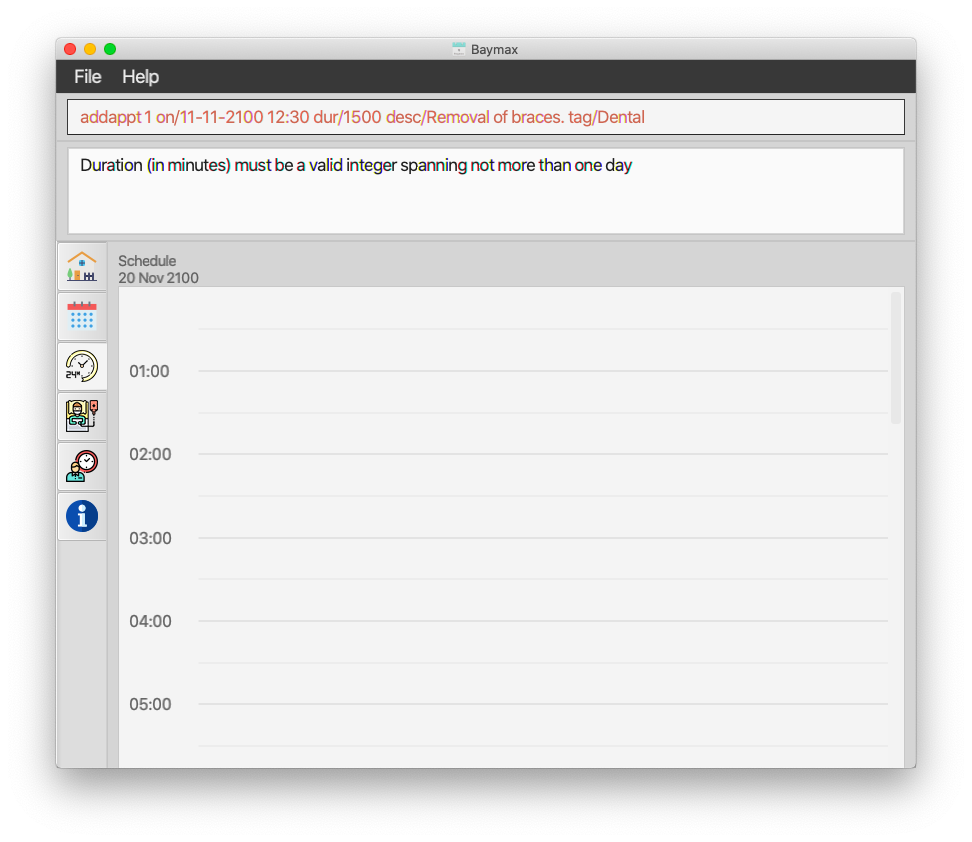 Baymax
File Help
addappt 1 on/11-11-2100 12:30 dur/1500 desc/Removal of braces. tag/Dental
Duration (in minutes) must be a valid integer spanning not more than one day
Schedule
20 Nov 2100
01:00
24H
02:00
03:00
04:00
05:00